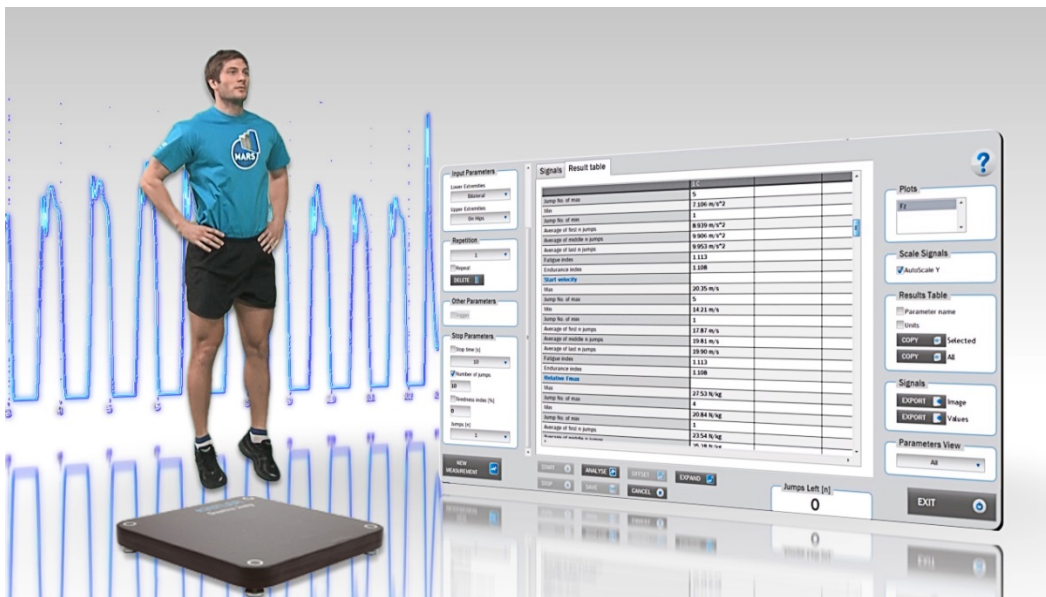 MARS
Input Parameters
Lower Extremities
Bilateral
Upper Extremities
On Hips
Repetition
1
Repeat
DELETE
Other Parameters
Trigger
Stop Parameters
Stop time [s]
10
Number of jumps
10
Tiredness index [%]
0
Jumps [n]
1
NEW
MEASUREMENT
Signals Result table
Jump No. of max 5
Min 7.106 m/s^2
Jump No. of min 1
Average of first n jumps 8.939 m/s^2
Average of middle n jumps 9.906 m/s^2
Average of last n jumps 9.953 m/s^2
Fatigue index 1.113
Endurance index 1.108
Start velocity
Max 20.35 m/s
Jump No. of max 5
Min 14.21 m/s
Jump No. of min 1
Average of first n jumps 17.87 m/s
Average of middle n jumps 19.81 m/s
Average of last n jumps 19.90 m/s
Fatigue index 1.113
Endurance index 1.108
Relative Fmax
Max 27.53 N/kg
Jump No. of max 4
Min 20.84 N/kg
Jump No. of min 1
Average of first n jumps 23.54 N/kg
Average of middle n jumps
START ANALYSE OFFSET EXPAND
STOP SAVE CANCEL
Jumps Left [n]
0
?
Plots
Fz
Scale Signals
AutoScale Y
Results Table
Parameter name
Units
COPY Selected
COPY All
Signals
EXPORT Image
EXPORT Values
Parameters View
All
EXIT